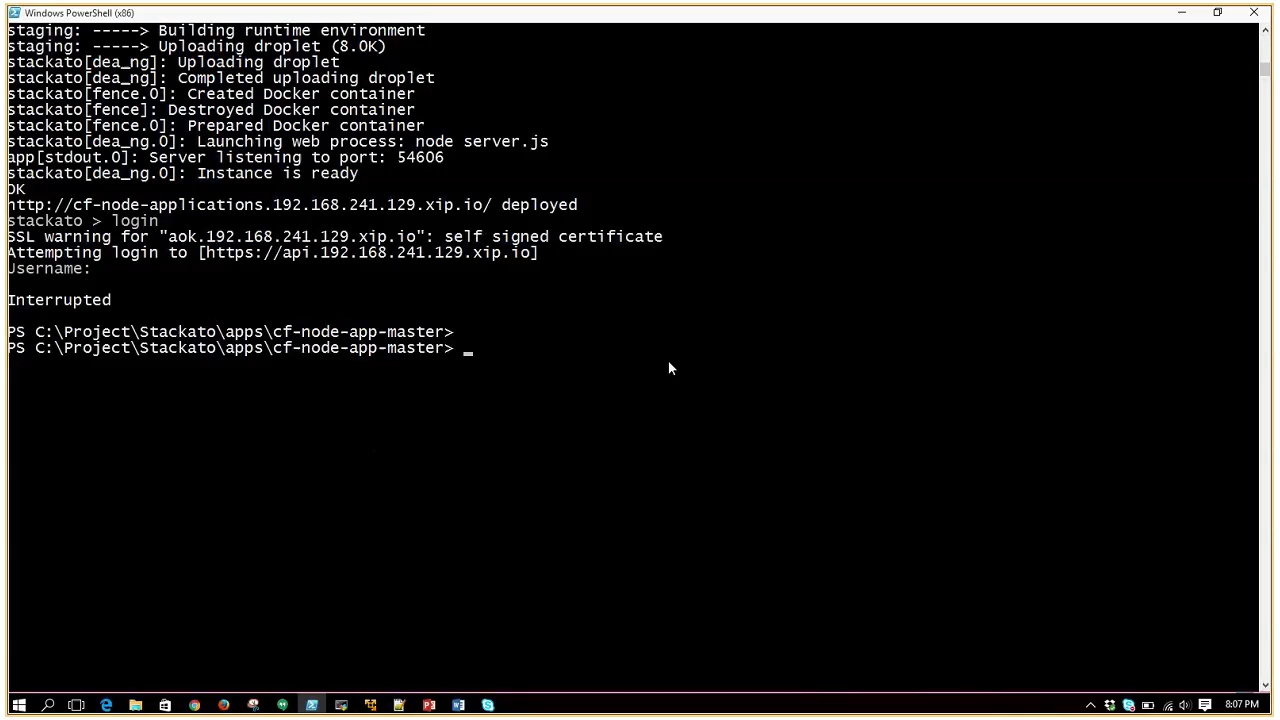 Windows PowerShell (x86)
staging: -----> Building runtime environment
staging: -----> Uploading droplet (8.0K)
stackato[dea_ng]: Uploading droplet
stackato[dea_ng]: Completed uploading droplet
stackato[fence.0]: Created Docker container
stackato[fence]: Destroyed Docker container
stackato[fence.0]: Prepared Docker container
stackato[dea_ng.0]: Launching web process: node server.js
app[stdout.0]: Server listening to port: 54606
stackato[dea_ng.0]: Instance is ready
OK
http://cf-node-applications.192.168.241.129.xip.io/ deployed
stackato > login
SSL warning for "aok.192.168.241.129.xip.io": self signed certificate
Attempting login to [https://api.192.168.241.129.xip.io]
Username:
Interrupted
PS C:\Project\Stackato\apps\cf-node-app-master>
PS C:\Project\Stackato\apps\cf-node-app-master> _
8:07 PM